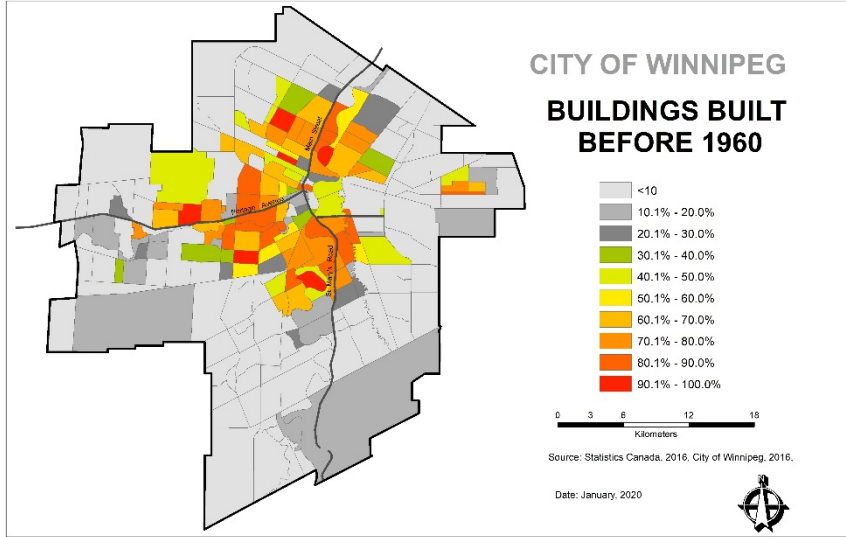 CITY OF WINNIPEG
BUILDINGS BUILT
BEFORE 1960
Main Street
Portage Avenue
St. Mary's Road
<10
10.1% - 20.0%
20.1% - 30.0%
30.1% - 40.0%
40.1% - 50.0%
50.1% - 60.0%
60.1% - 70.0%
70.1% - 80.0%
80.1% - 90.0%
90.1% - 100.0%
0 3 6 12 18
Kilometers
Source: Statistics Canada, 2016, City of Winnipeg, 2016,
Date: January, 2020